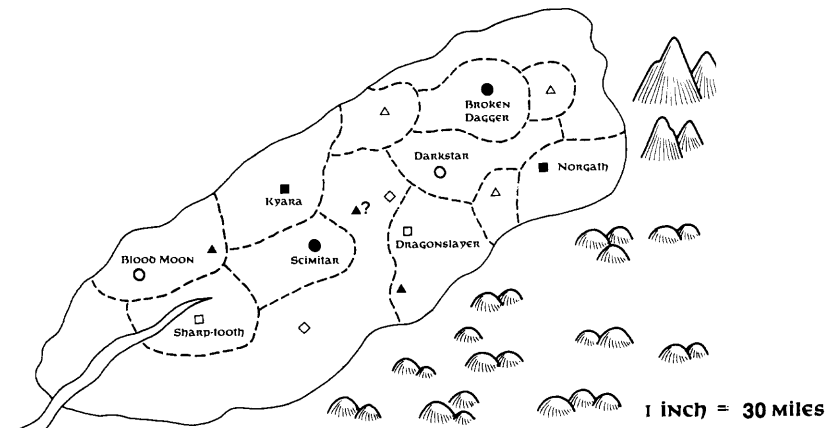 Broken
Dagger
Darkstar
Norgath
Kyara
?
Dragonslayer
Blood Moon
Scimitar
Sharp-tooth
1 inch = 30 Miles